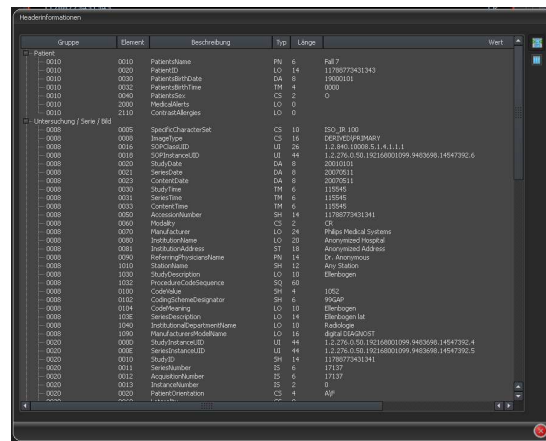 Headerinformationen
Gruppe Element Beschreibung Typ Länge Wert
Patient
0010 0010 PatientsName PN 6 Fall 7
0010 0020 PatientID LO 14 11788773431343
0010 0030 PatientsBirthDate DA 8 19000101
0010 0032 PatientsBirthTime TM 4 0000
0010 0040 PatientsSex CS 2 O
0010 2000 MedicalAlerts LO 0
0010 2110 ContrastAllergies LO 0
Untersuchung / Serie / Bild
0008 0005 SpecificCharacterSet CS 10 ISO_IR 100
0008 0008 ImageType CS 16 DERIVED\PRIMARY
0008 0016 SOPClassUID UI 26 1.2.840.10008.5.1.4.1.1.1
0008 0018 SOPInstanceUID UI 44 1.2.276.0.50.192168001099.9483698.14547392.6
0008 0020 StudyDate DA 8 20010101
0008 0021 SeriesDate DA 8 20070511
0008 0023 ContentDate DA 8 20070511
0008 0030 StudyTime TM 6 115545
0008 0031 SeriesTime TM 6 115545
0008 0033 ContentTime TM 6 115545
0008 0050 AccessionNumber SH 14 11788773431341
0008 0060 Modality CS 2 CR
0008 0070 Manufacturer LO 24 Philips Medical Systems
0008 0080 InstitutionName LO 20 Anonymized Hospital
0008 0081 InstitutionAddress ST 18 Anonymized Address
0008 0090 ReferringPhysiciansName PN 14 Dr. Anonymous
0008 1010 StationName SH 12 Any Station
0008 1030 StudyDescription LO 10 Ellenbogen
0008 1032 ProcedureCodeSequence SQ 60
0008 0100 CodeValue SH 4 1052
0008 0102 CodingSchemeDesignator SH 6 99GAP
0008 0104 CodeMeaning LO 10 Ellenbogen
0008 103E SeriesDescription LO 14 Ellenbogen lat
0008 1040 InstitutionalDepartmentName LO 10 Radiologie
0008 1090 ManufacturersModelName LO 16 digital DIAGNOST
0020 000D StudyInstanceUID UI 44 1.2.276.0.50.192168001099.9483698.14547392.4
0020 000E SeriesInstanceUID UI 44 1.2.276.0.50.192168001099.9483698.14547392.5
0020 0010 StudyID SH 14 11788773431341
0020 0011 SeriesNumber IS 6 17137
0020 0012 AcquisitionNumber IS 6 17137
0020 0013 InstanceNumber IS 2 0
0020 0020 PatientOrientation CS 4 A\F